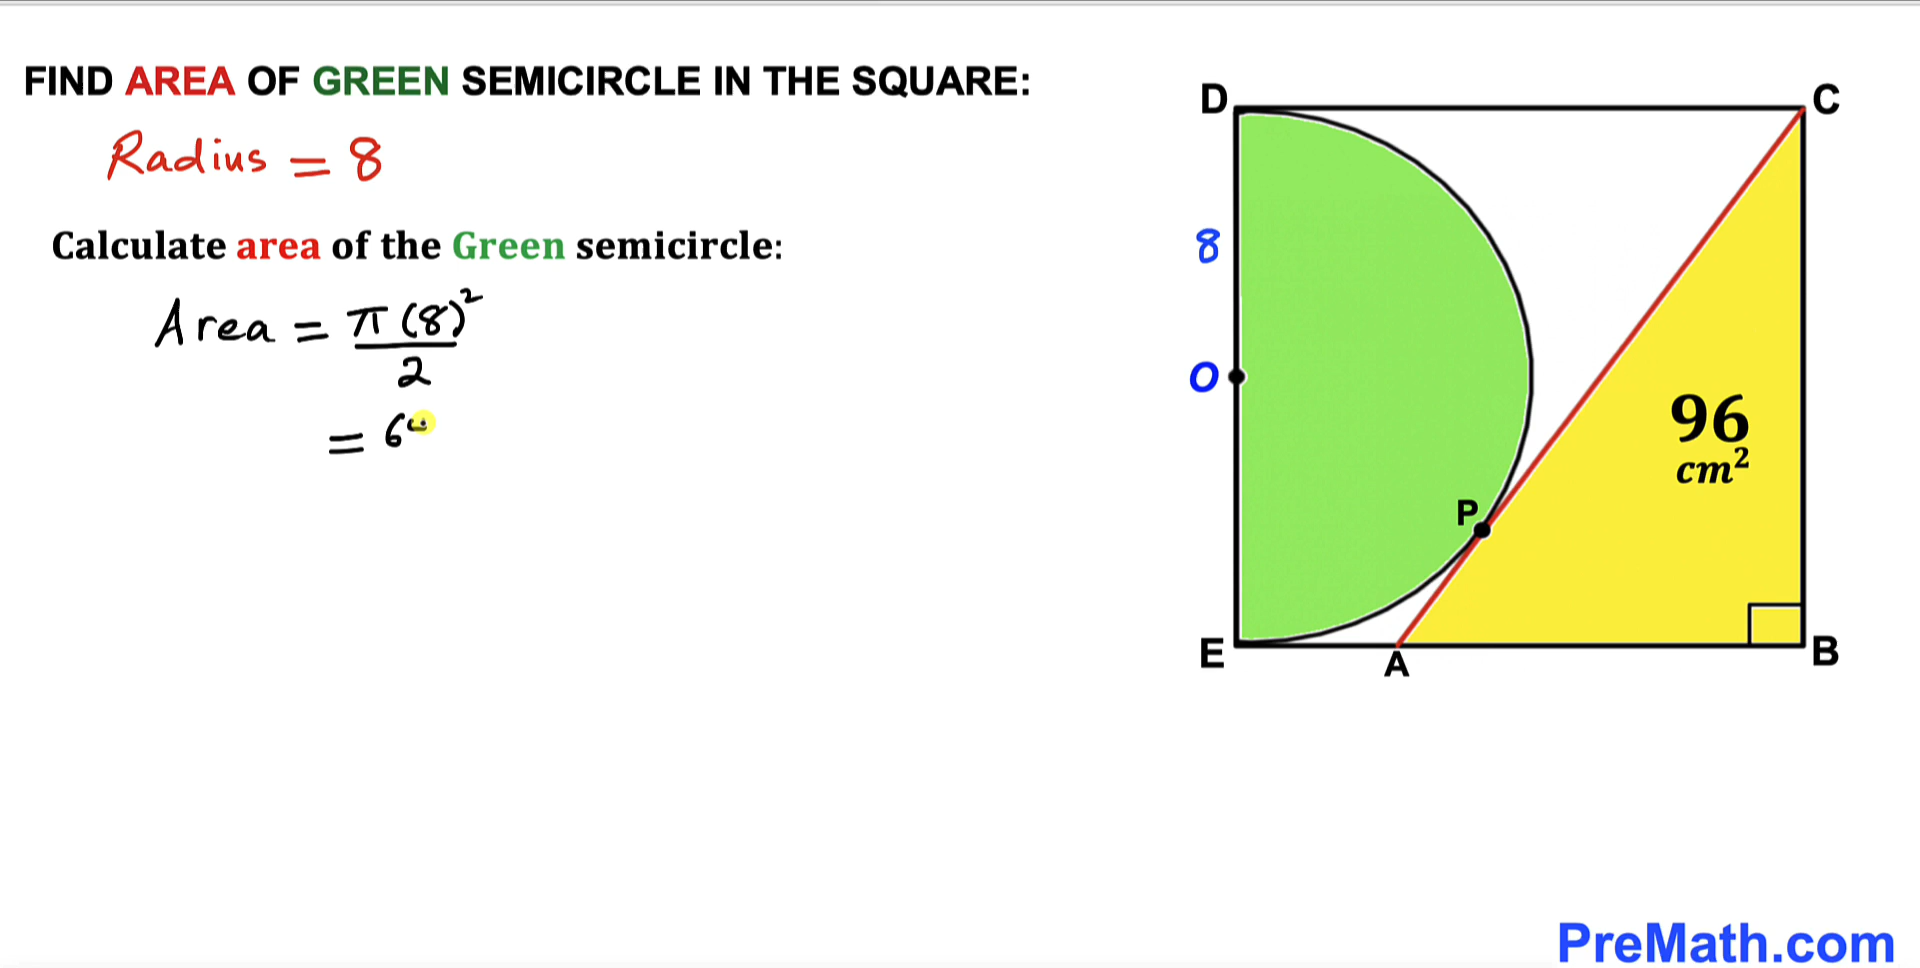 FIND AREA OF GREEN SEMICIRCLE IN THE SQUARE:
Radius = 8
Calculate area of the Green semicircle:
Area = π (8)²
2
= 6
D
C
8
O
96
cm²
P
E
A
B
PreMath.com